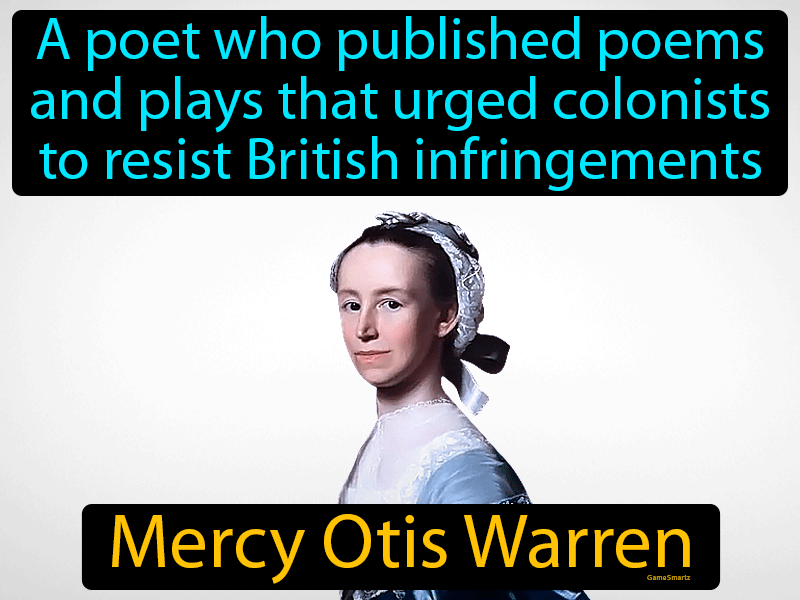 A poet who published poems
and plays that urged colonists
to resist British infringements
Mercy Otis Warren
GameSmartz